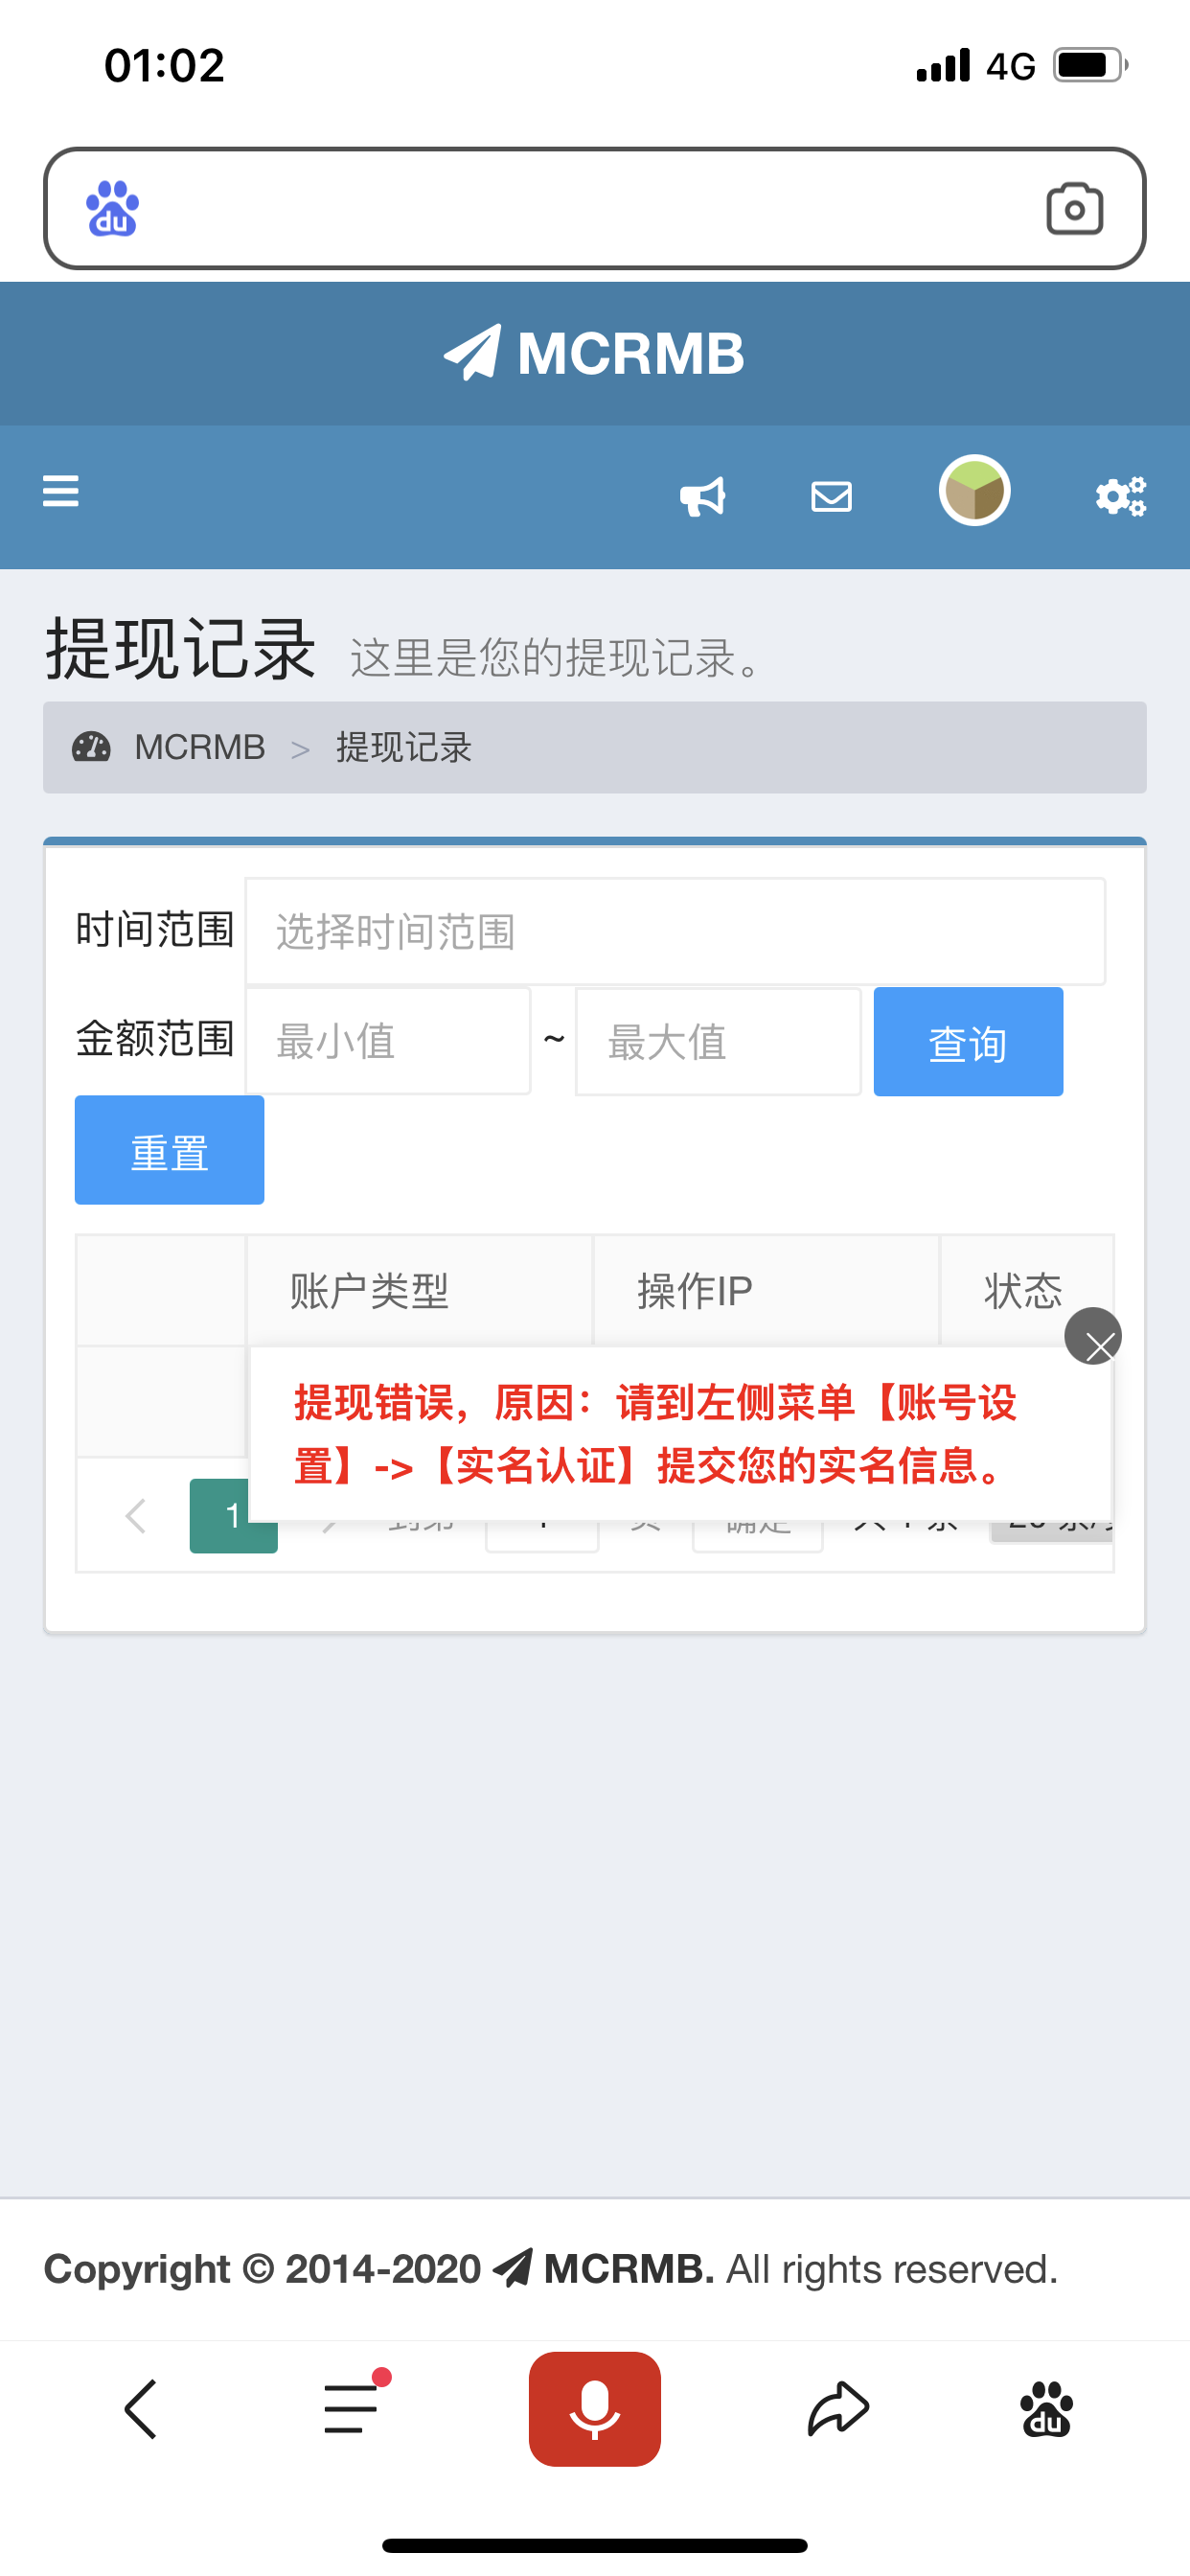 01:02
4G
du
MCRMB
提现记录 这里是您的提现记录。
MCRMB > 提现记录
时间范围 选择时间范围
金额范围 最小值 ~ 最大值 查询
重置
账户类型 操作IP 状态
提现错误，原因：请到左侧菜单【账号设
置】->【实名认证】提交您的实名信息。
1
Copyright © 2014-2020 MCRMB. All rights reserved.
du